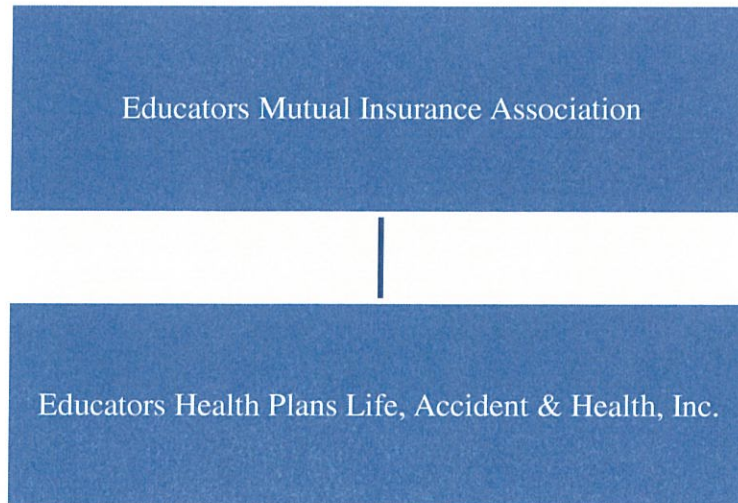 Educators Mutual Insurance Association
Educators Health Plans Life, Accident & Health, Inc.